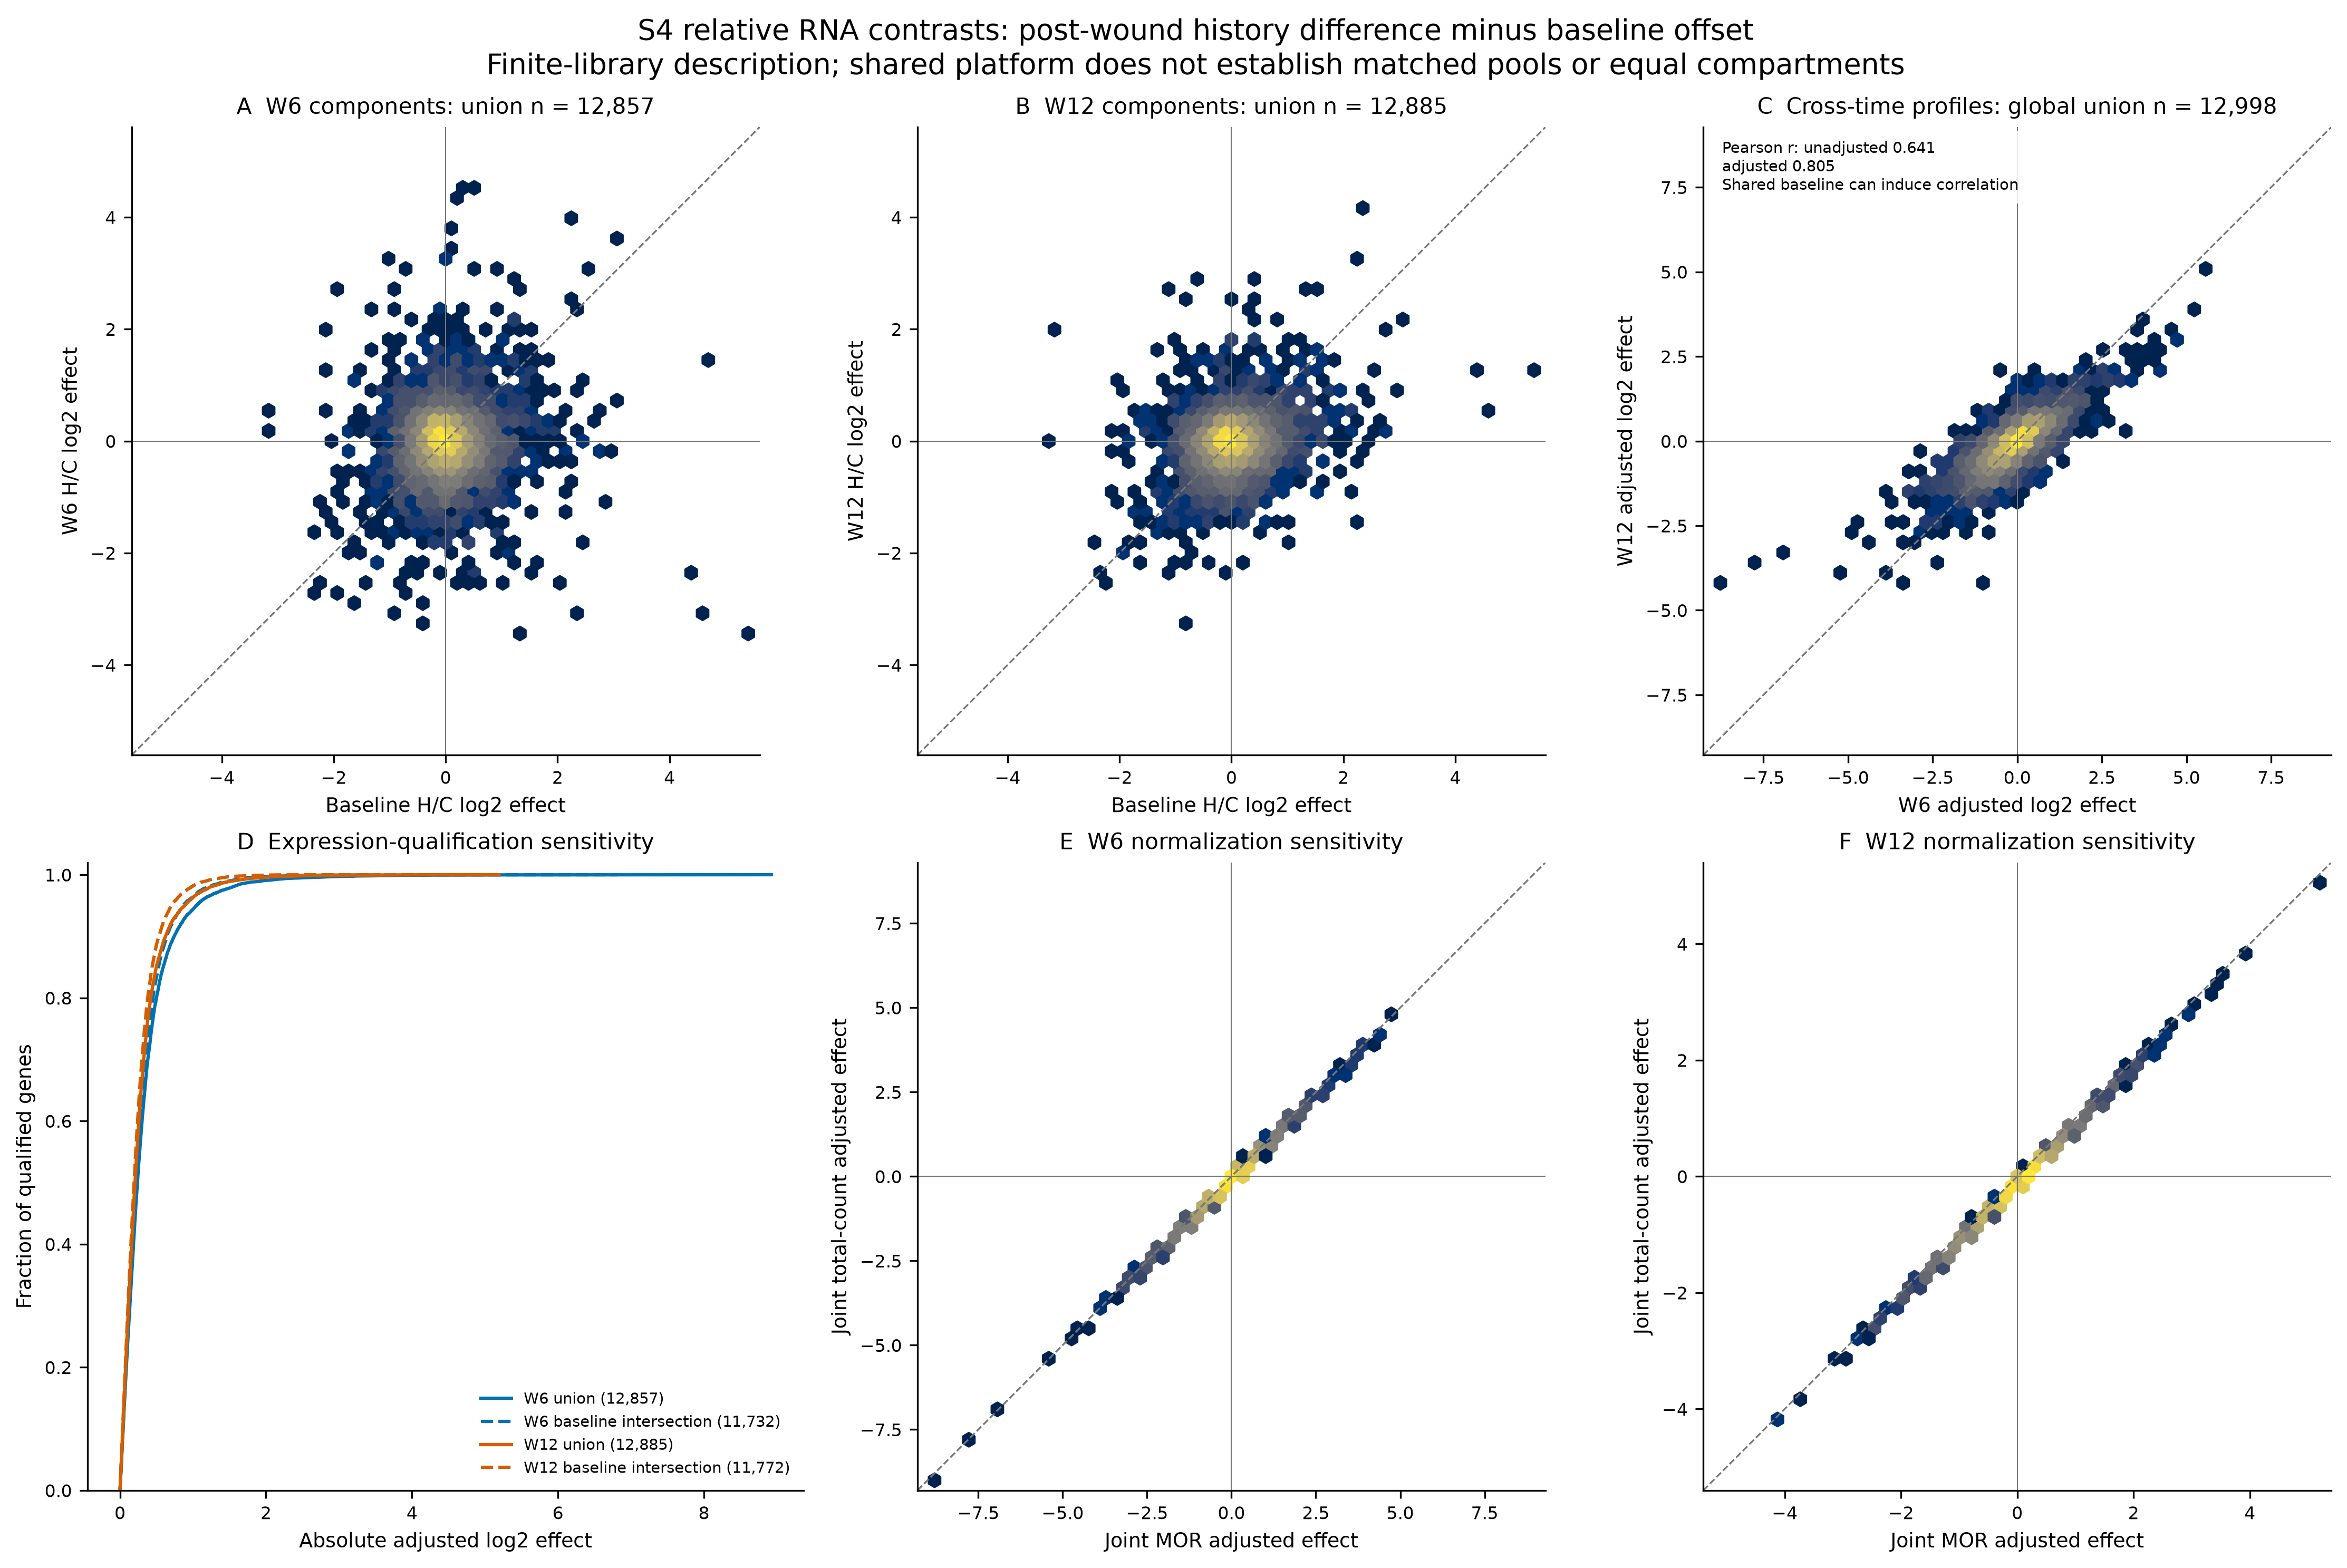 S4 relative RNA contrasts: post-wound history difference minus baseline offset
Finite-library description; shared platform does not establish matched pools or equal compartments
A  W6 components: union n = 12,857
4
2
0
−2
−4
W6 H/C log2 effect
−4
−2
0
2
4
Baseline H/C log2 effect
B  W12 components: union n = 12,885
4
2
0
−2
−4
W12 H/C log2 effect
−4
−2
0
2
4
Baseline H/C log2 effect
C  Cross-time profiles: global union n = 12,998
Pearson r: unadjusted 0.641
adjusted 0.805
Shared baseline can induce correlation
7.5
5.0
2.5
0.0
−2.5
−5.0
−7.5
W12 adjusted log2 effect
−7.5
−5.0
−2.5
0.0
2.5
5.0
7.5
W6 adjusted log2 effect
D  Expression-qualification sensitivity
1.0
0.8
0.6
0.4
0.2
0.0
Fraction of qualified genes
W6 union (12,857)
W6 baseline intersection (11,732)
W12 union (12,885)
W12 baseline intersection (11,772)
0
2
4
6
8
Absolute adjusted log2 effect
E  W6 normalization sensitivity
7.5
5.0
2.5
0.0
−2.5
−5.0
−7.5
Joint total-count adjusted effect
−7.5
−5.0
−2.5
0.0
2.5
5.0
7.5
Joint MOR adjusted effect
F  W12 normalization sensitivity
4
2
0
−2
−4
Joint total-count adjusted effect
−4
−2
0
2
4
Joint MOR adjusted effect